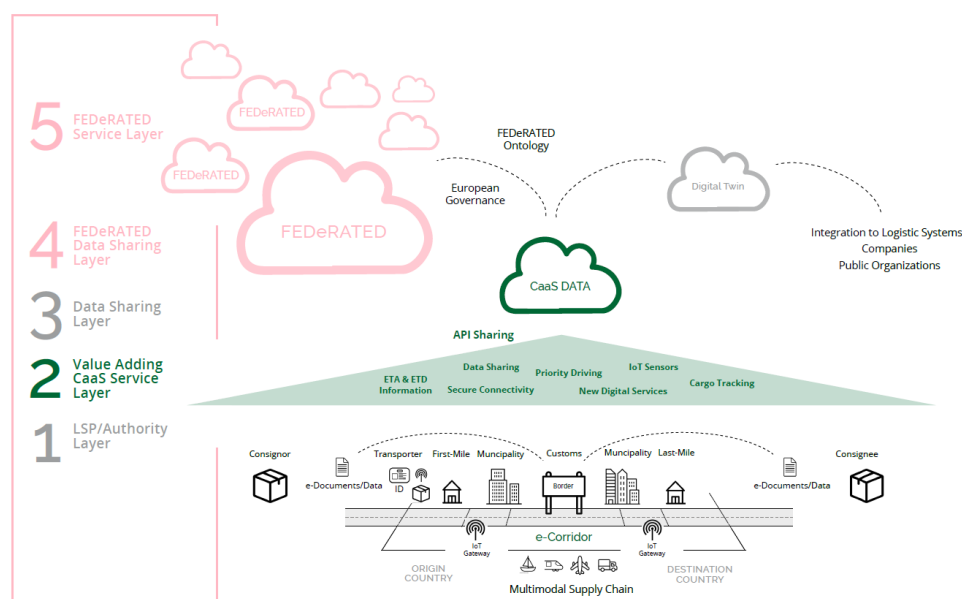 5
FEDeRATED
Service Layer
4
FEDeRATED
Data Sharing
Layer
3
Data Sharing
Layer
2
Value Adding
CaaS Service
Layer
1
LSP/Authority
Layer
FEDeRATED
FEDeRATED
FEDeRATED
FEDeRATED
Ontology
European
Governance
Digital Twin
Integration to Logistic Systems
Companies
Public Organizations
CaaS DATA
API Sharing
Data Sharing
IoT Sensors
ETA & ETD
Information
Priority Driving
Cargo Tracking
Secure Connectivity
New Digital Services
Consignor
Transporter
First-Mile
Muncipality
Customs
Muncipality
Last-Mile
Consignee
e-Documents/Data
ID
Border
e-Documents/Data
IoT
Gateway
e-Corridor
IoT
Gateway
ORIGIN
COUNTRY
DESTINATION
COUNTRY
Multimodal Supply Chain